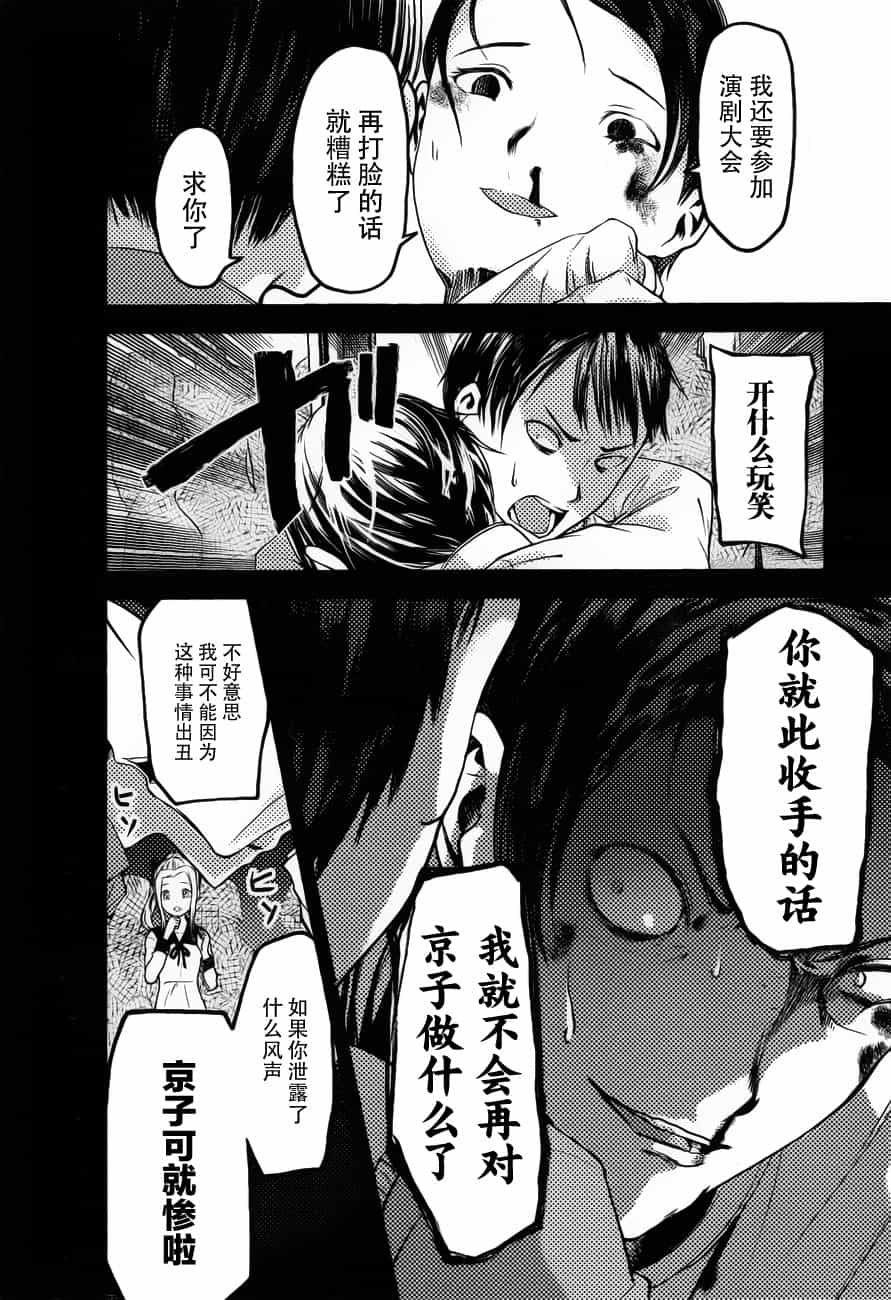 我还要参加
演剧大会
再打脸的话
就糟糕了
求你了
开什么玩笑
ガッ
你就此收手的话
我就不会再对
京子做什么了
不好意思
我可不能因为
这种事情出丑
ヒソ
ヒソ
如果你泄露了
什么风声
京子可就惨啦